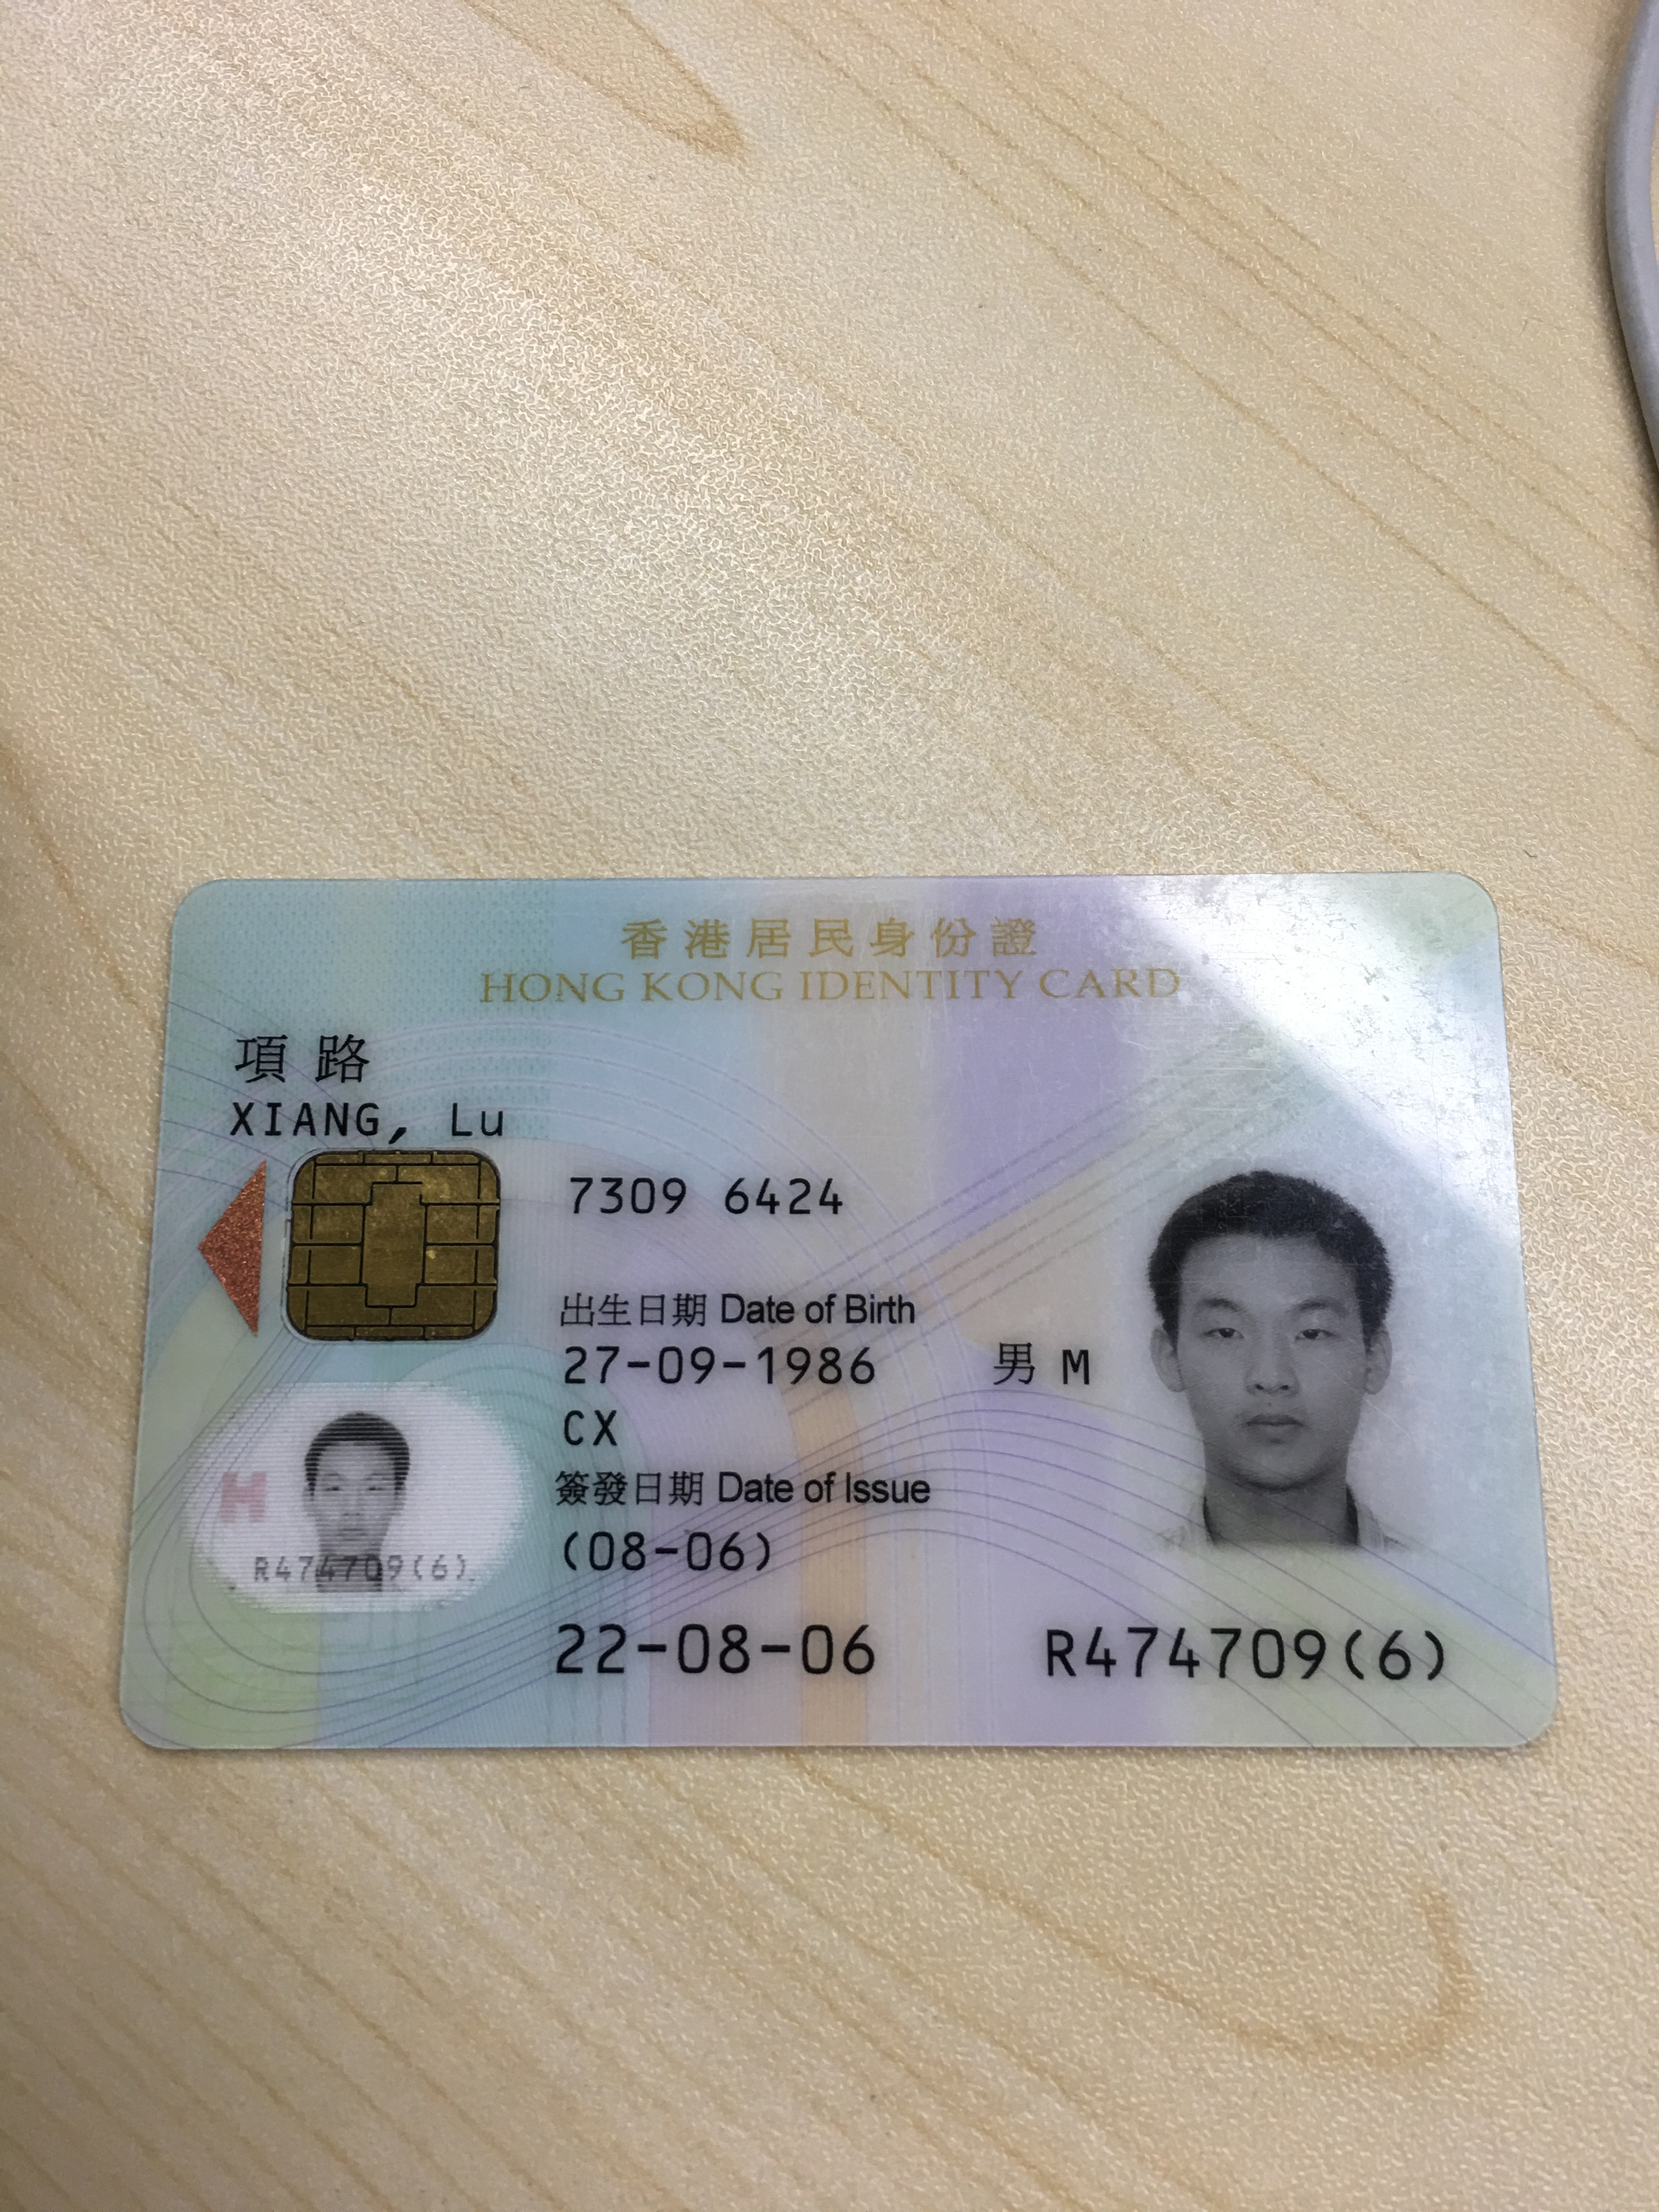 香港居民身份證
HONG KONG IDENTITY CARD
項路
XIANG, Lu
7309 6424
出生日期 Date of Birth
27-09-1986 男 M
CX
簽發日期 Date of Issue
(08-06)
H
R474709(6)
22-08-06 R474709(6)